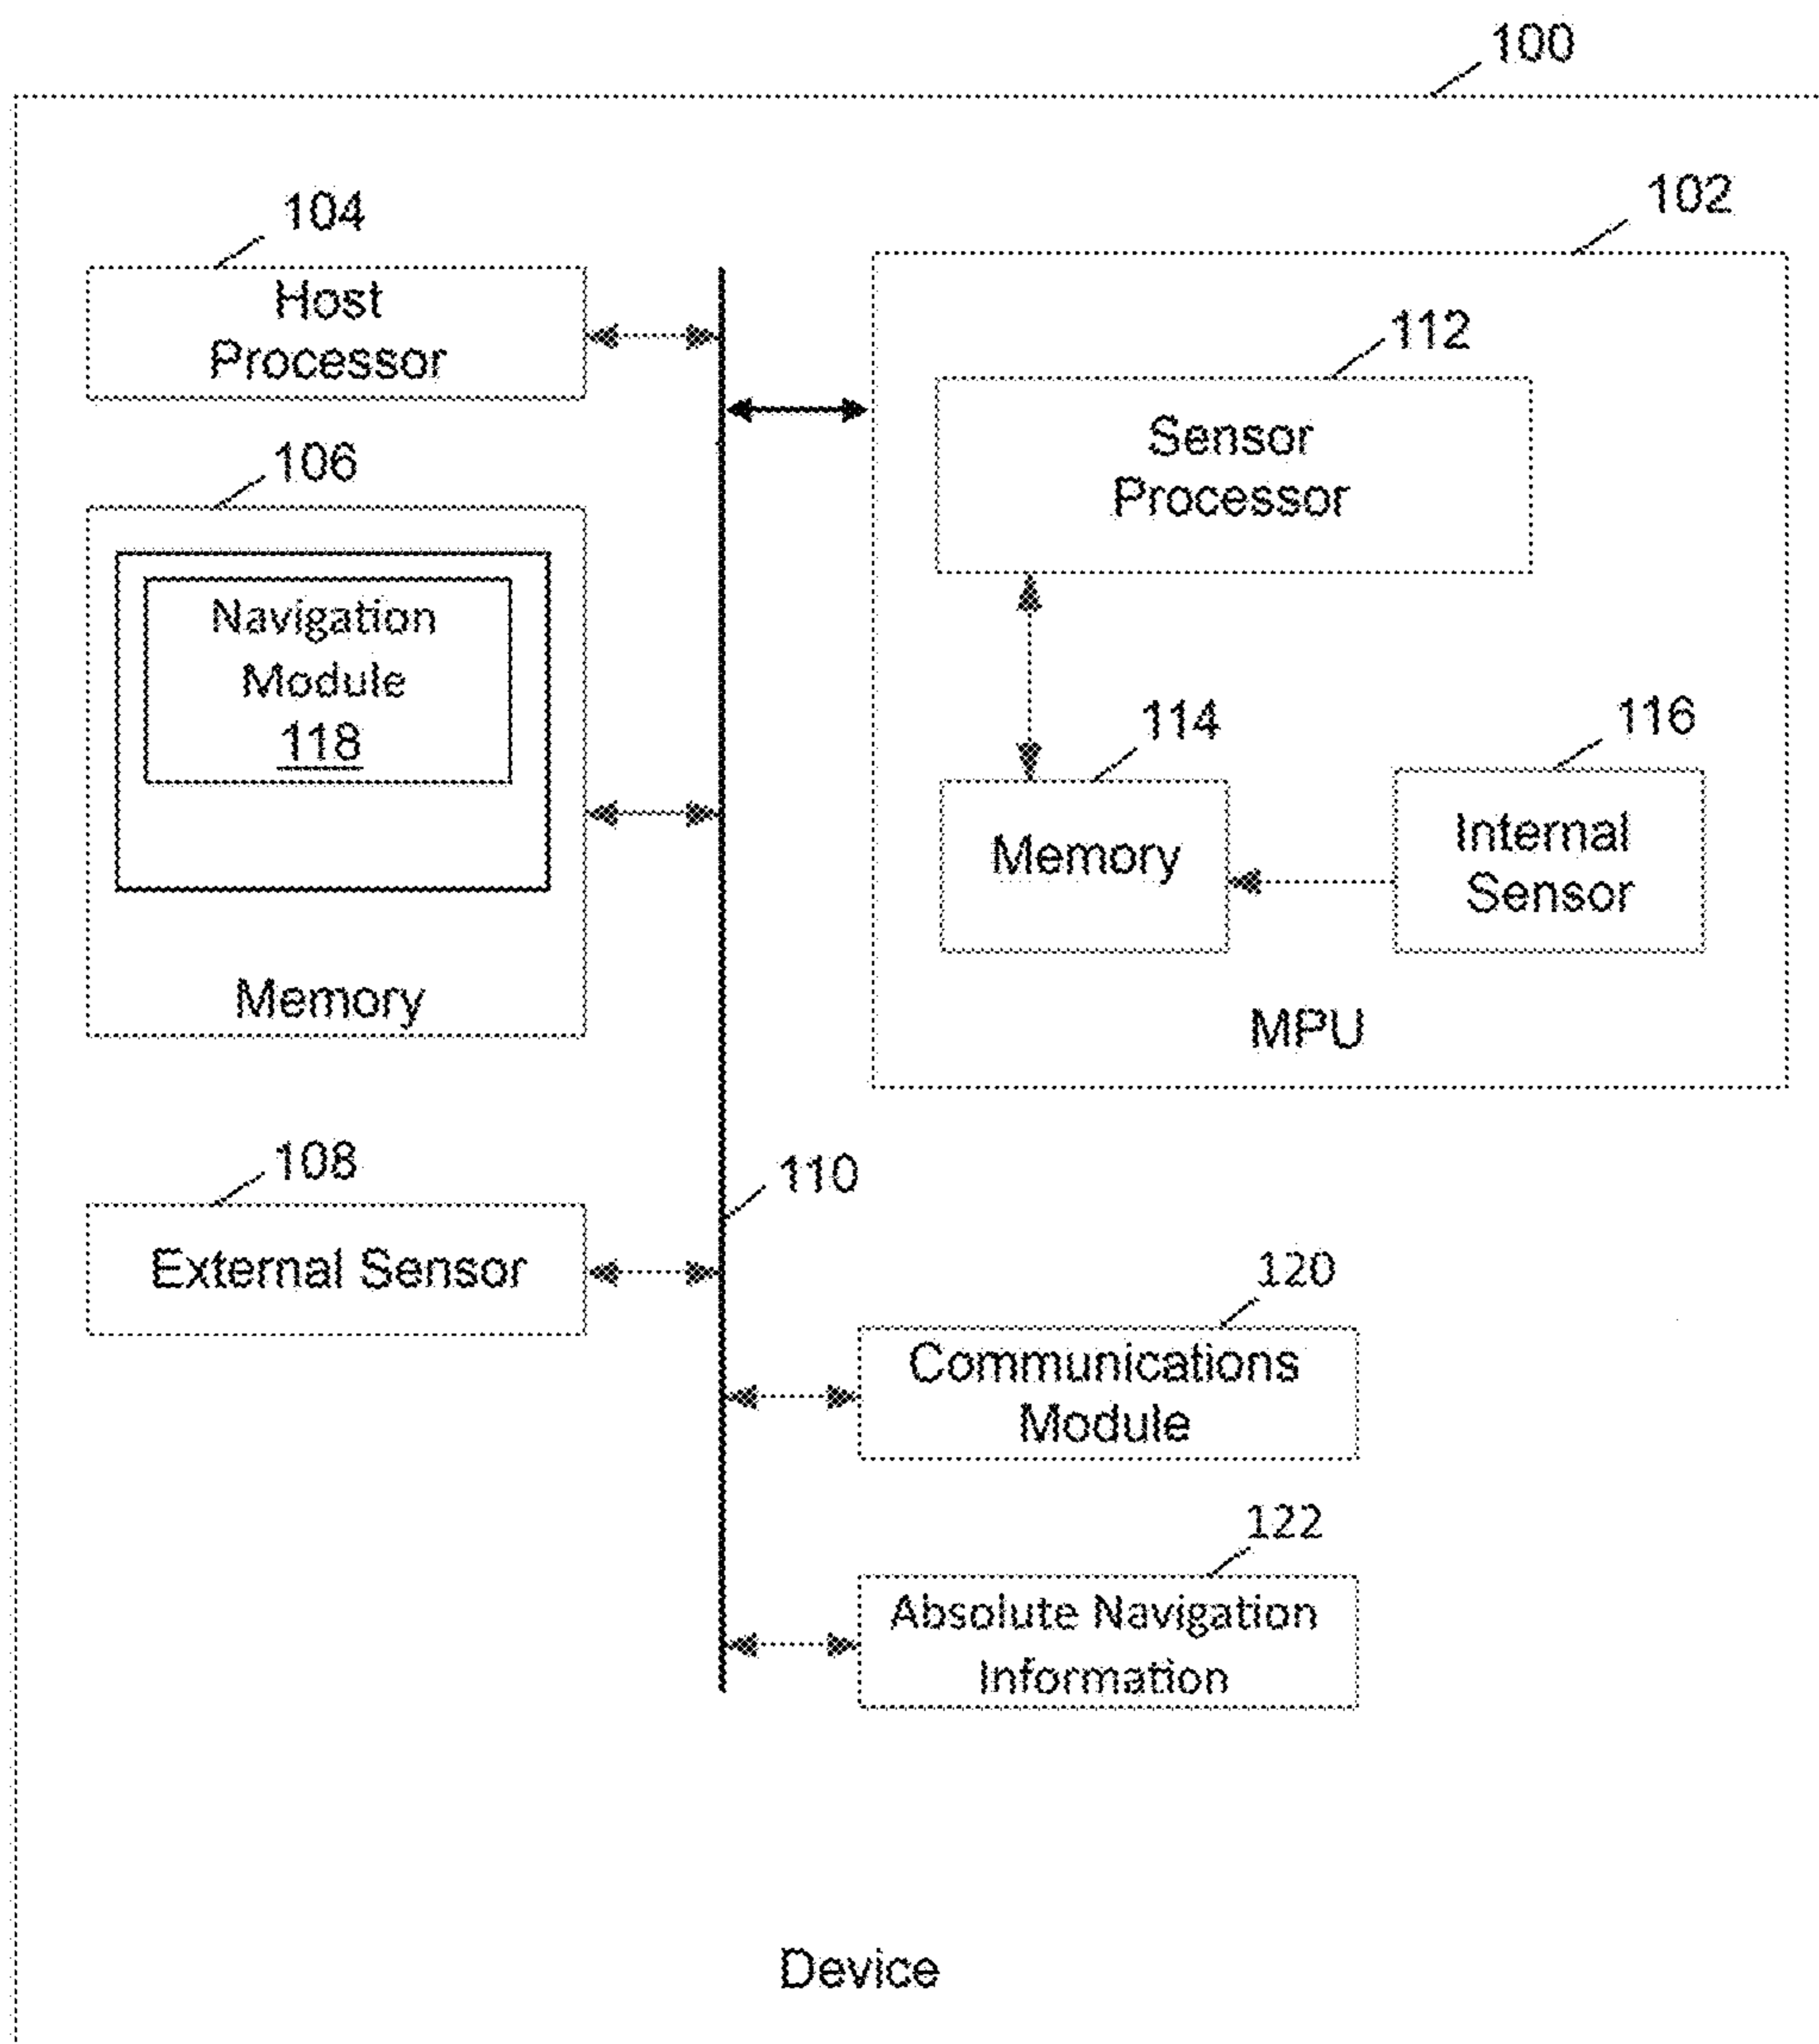 100
102
104
Host
Processor
112
Sensor
Processor
106
Navigation
Module
118
Memory
114
Memory
116
Internal
Sensor
MPU
108
External Sensor
110
120
Communications
Module
122
Absolute Navigation
Information
Device